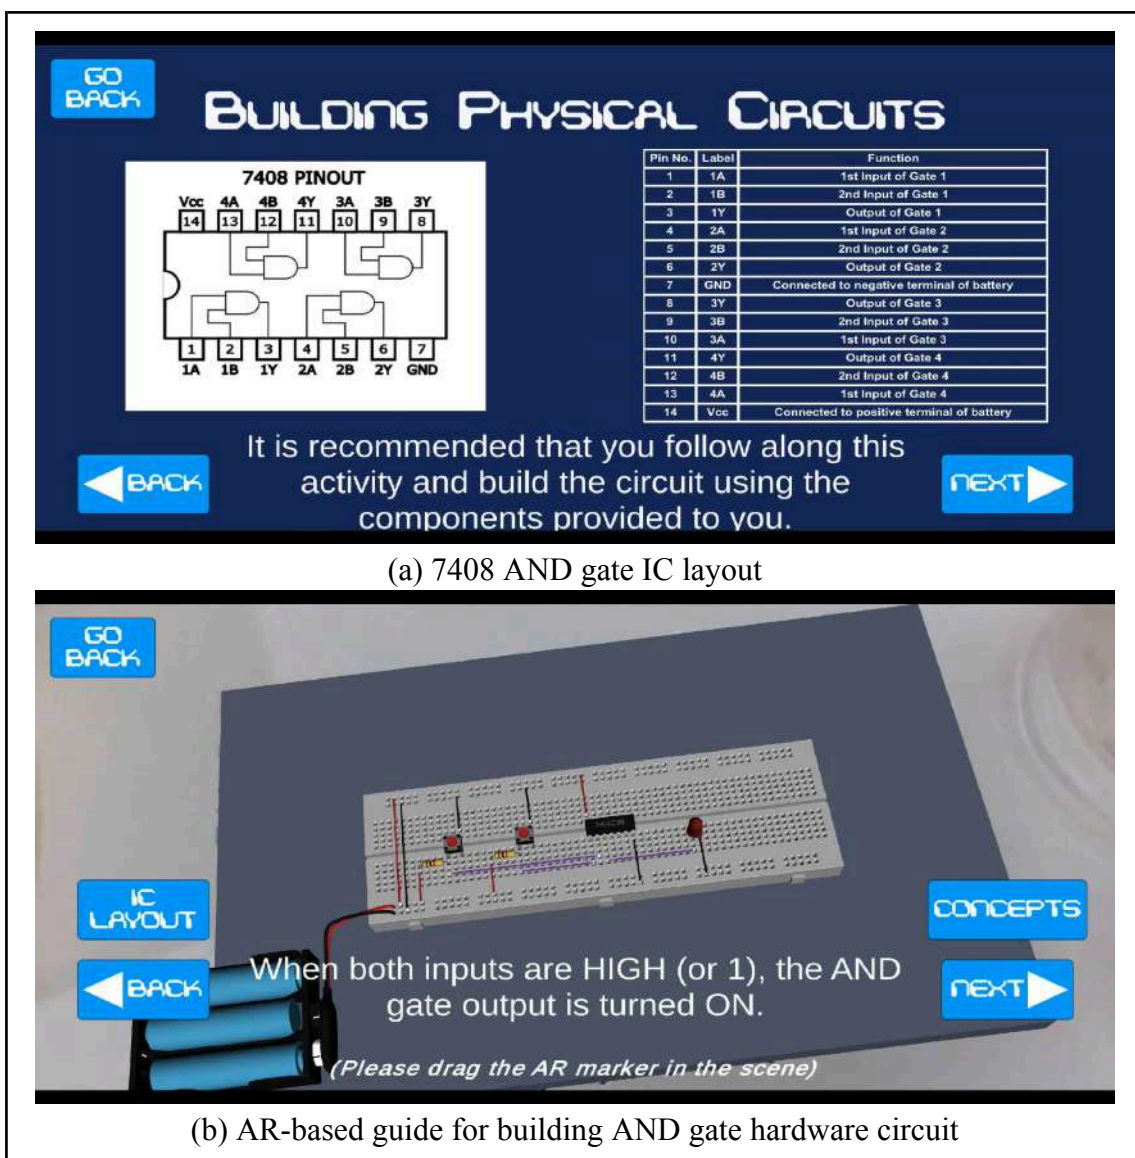 GO
BACK
BUILDING PHYSICAL CIRCUITS
7408 PINOUT
Vcc 4A 4B 4Y 3A 3B 3Y
14 13 12 11 10 9 8
1 2 3 4 5 6 7
1A 1B 1Y 2A 2B 2Y GND
Pin No. Label Function
1 1A 1st Input of Gate 1
2 1B 2nd Input of Gate 1
3 1Y Output of Gate 1
4 2A 1st Input of Gate 2
5 2B 2nd Input of Gate 2
6 2Y Output of Gate 2
7 GND Connected to negative terminal of battery
8 3Y Output of Gate 3
9 3B 2nd Input of Gate 3
10 3A 1st Input of Gate 3
11 4Y Output of Gate 4
12 4B 2nd Input of Gate 4
13 4A 1st Input of Gate 4
14 Vcc Connected to positive terminal of battery
It is recommended that you follow along this
activity and build the circuit using the
components provided to you.
BACK
NEXT
(a) 7408 AND gate IC layout
GO
BACK
IC
LAYOUT
CONCEPTS
BACK
When both inputs are HIGH (or 1), the AND
gate output is turned ON.
NEXT
(Please drag the AR marker in the scene)
(b) AR-based guide for building AND gate hardware circuit